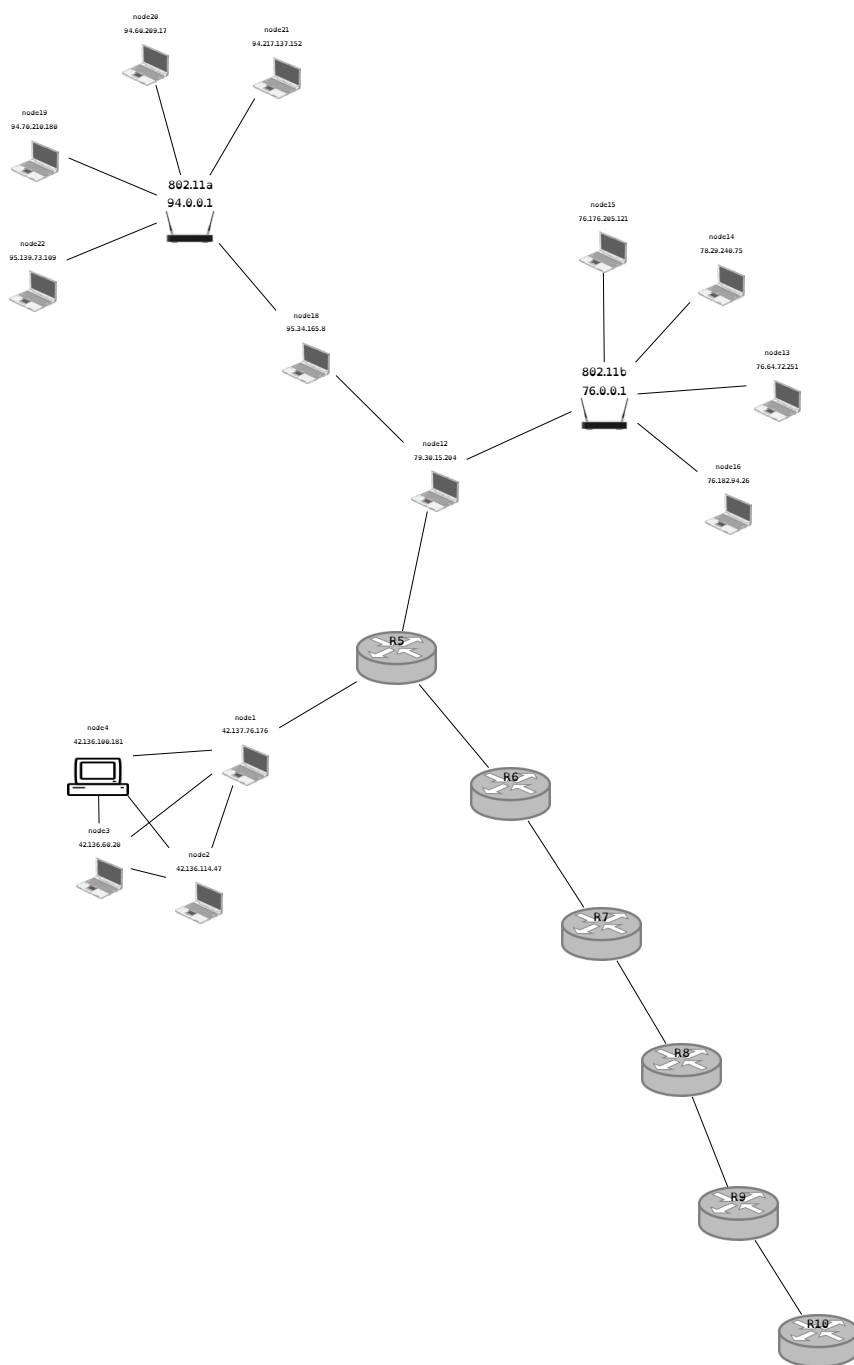 node20
94.60.209.17
node21
94.217.137.152
node19
94.70.210.180
802.11a
94.0.0.1
node22
95.139.73.109
node15
76.176.205.121
node14
78.29.240.75
node18
95.34.165.8
node13
76.64.72.251
802.11b
76.0.0.1
node12
79.30.15.204
node16
76.182.94.26
R5
node1
42.137.76.176
node4
42.136.100.181
R6
node3
42.136.60.20
node2
42.136.114.47
R7
R8
R9
R10